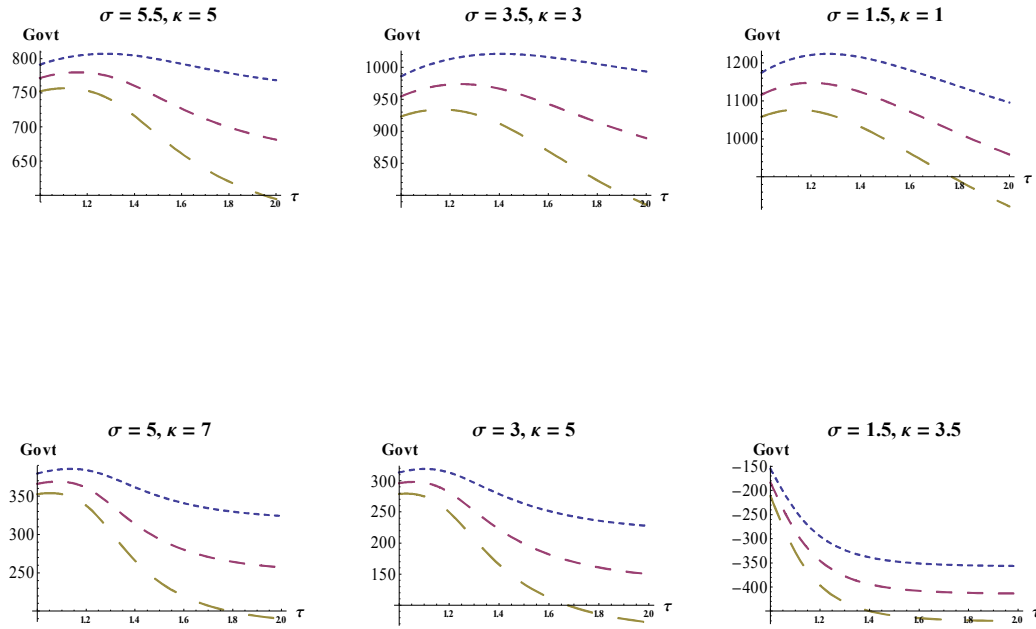 σ = 5.5, κ = 5
Govt
800
750
700
650
1.2 1.4 1.6 1.8 2.0 τ
σ = 3.5, κ = 3
Govt
1000
950
900
850
1.2 1.4 1.6 1.8 2.0 τ
σ = 1.5, κ = 1
Govt
1200
1100
1000
1.2 1.4 1.6 1.8 2.0 τ
σ = 5, κ = 7
Govt
350
250
1.2 1.4 1.6 1.8 2.0 τ
σ = 3, κ = 5
Govt
300
250
200
150
1.2 1.4 1.6 1.8 2.0 τ
σ = 1.5, κ = 3.5
Govt
−150
−200
−250
−300
−350
−400
1.2 1.4 1.6 1.8 2.0 τ